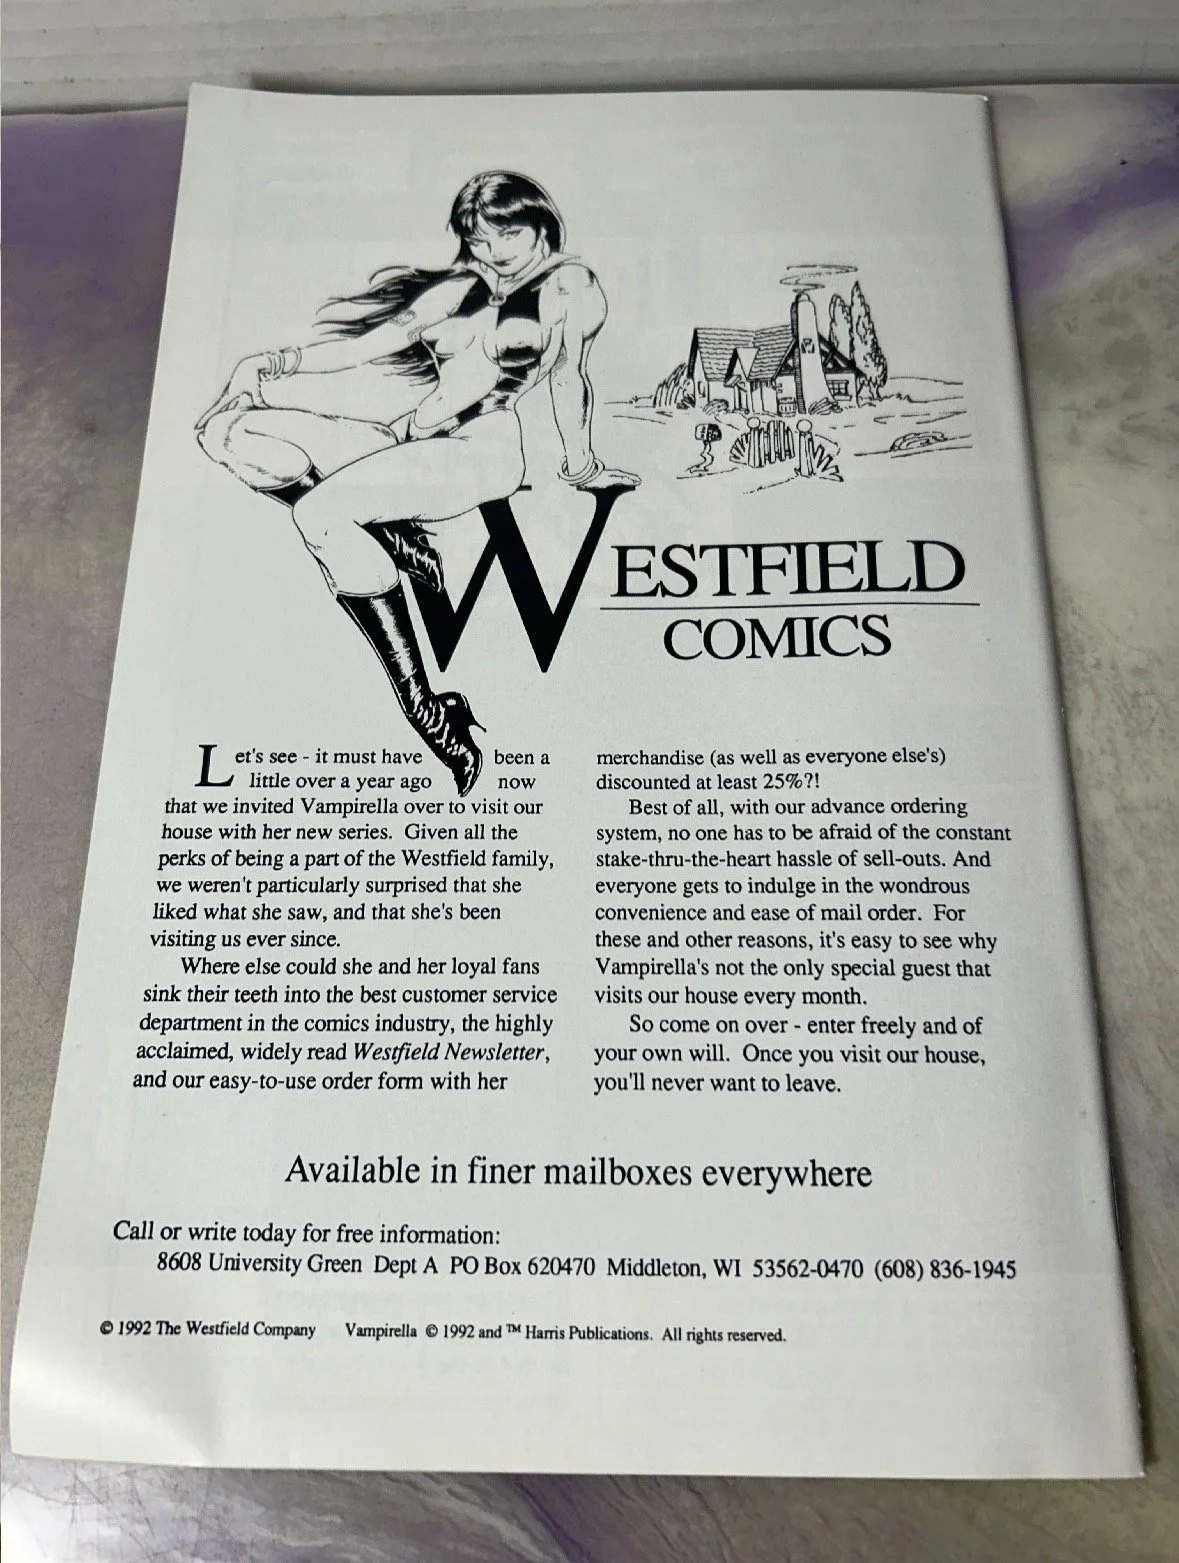 WESTFIELD
COMICS
Let's see - it must have been a
little over a year ago now
that we invited Vampirella over to visit our
house with her new series. Given all the
perks of being a part of the Westfield family,
we weren't particularly surprised that she
liked what she saw, and that she's been
visiting us ever since.
Where else could she and her loyal fans
sink their teeth into the best customer service
department in the comics industry, the highly
acclaimed, widely read Westfield Newsletter,
and our easy-to-use order form with her
merchandise (as well as everyone else's)
discounted at least 25%?!
Best of all, with our advance ordering
system, no one has to be afraid of the constant
stake-thru-the-heart hassle of sell-outs. And
everyone gets to indulge in the wondrous
convenience and ease of mail order. For
these and other reasons, it's easy to see why
Vampirella's not the only special guest that
visits our house every month.
So come on over - enter freely and of
your own will. Once you visit our house,
you'll never want to leave.
Available in finer mailboxes everywhere
Call or write today for free information:
8608 University Green Dept A PO Box 620470 Middleton, WI 53562-0470 (608) 836-1945
© 1992 The Westfield Company Vampirella © 1992 and ™ Harris Publications. All rights reserved.